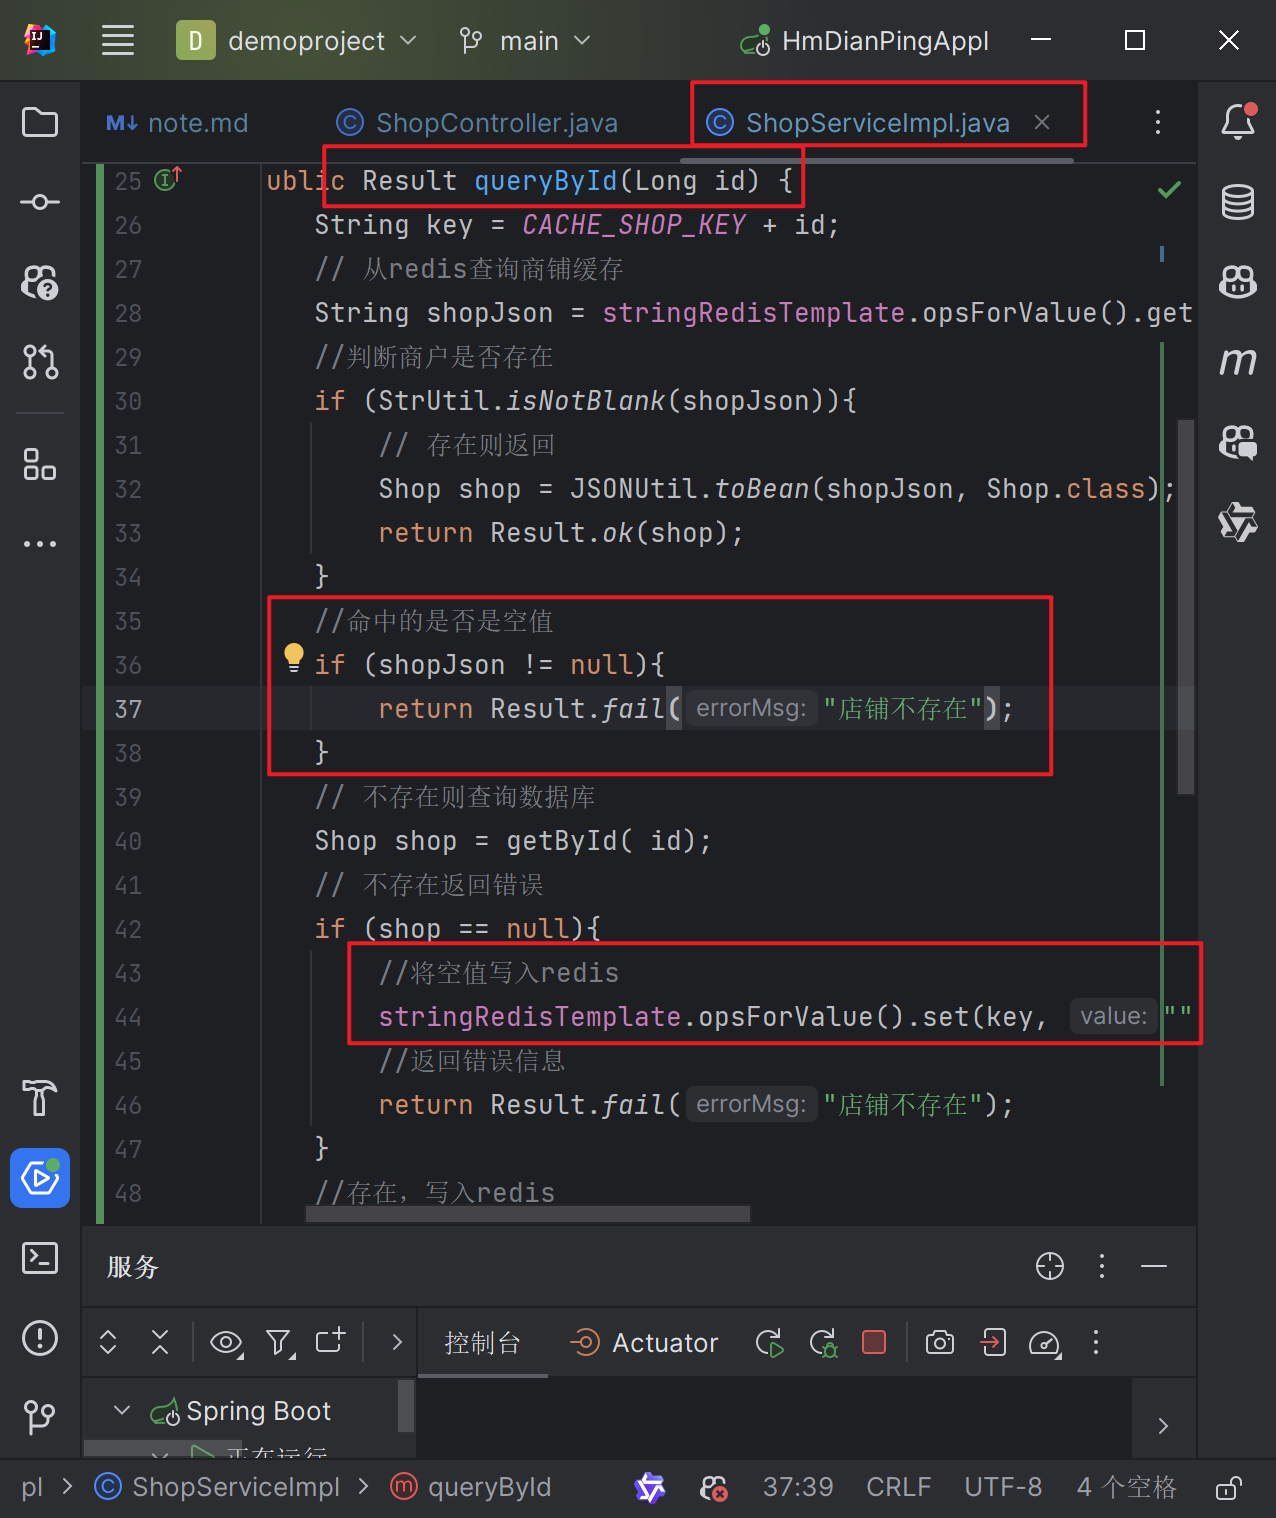 D demoproject main HmDianPingAppl
M↓ note.md ShopController.java ShopServiceImpl.java
25 ublic Result queryById(Long id) {
26 String key = CACHE_SHOP_KEY + id;
27 // 从redis查询商铺缓存
28 String shopJson = stringRedisTemplate.opsForValue().get
29 //判断商户是否存在
30 if (StrUtil.isNotBlank(shopJson)){
31 // 存在则返回
32 Shop shop = JSONUtil.toBean(shopJson, Shop.class);
33 return Result.ok(shop);
34 }
35 //命中的是否是空值
36 if (shopJson != null){
37 return Result.fail( errorMsg: "店铺不存在");
38 }
39 // 不存在则查询数据库
40 Shop shop = getById( id);
41 // 不存在返回错误
42 if (shop == null){
43 //将空值写入redis
44 stringRedisTemplate.opsForValue().set(key, value: ""
45 //返回错误信息
46 return Result.fail( errorMsg: "店铺不存在");
47 }
48 //存在，写入redis
服务
控制台 Actuator
Spring Boot
正在运行
pl > ShopServiceImpl > queryById 37:39 CRLF UTF-8 4 个空格